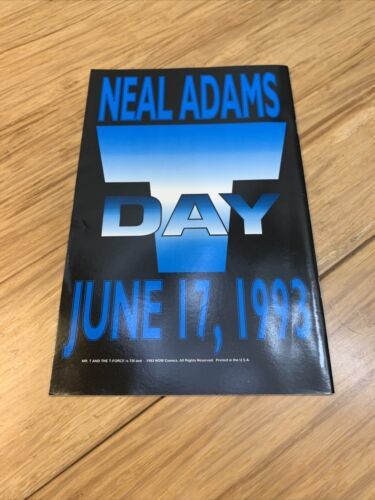 NEAL ADAMS
T
DAY
JUNE 17, 1993
MR. T AND THE T-FORCE is TM and 1993 NOW Comics. All Rights Reserved. Printed in the U.S.A.